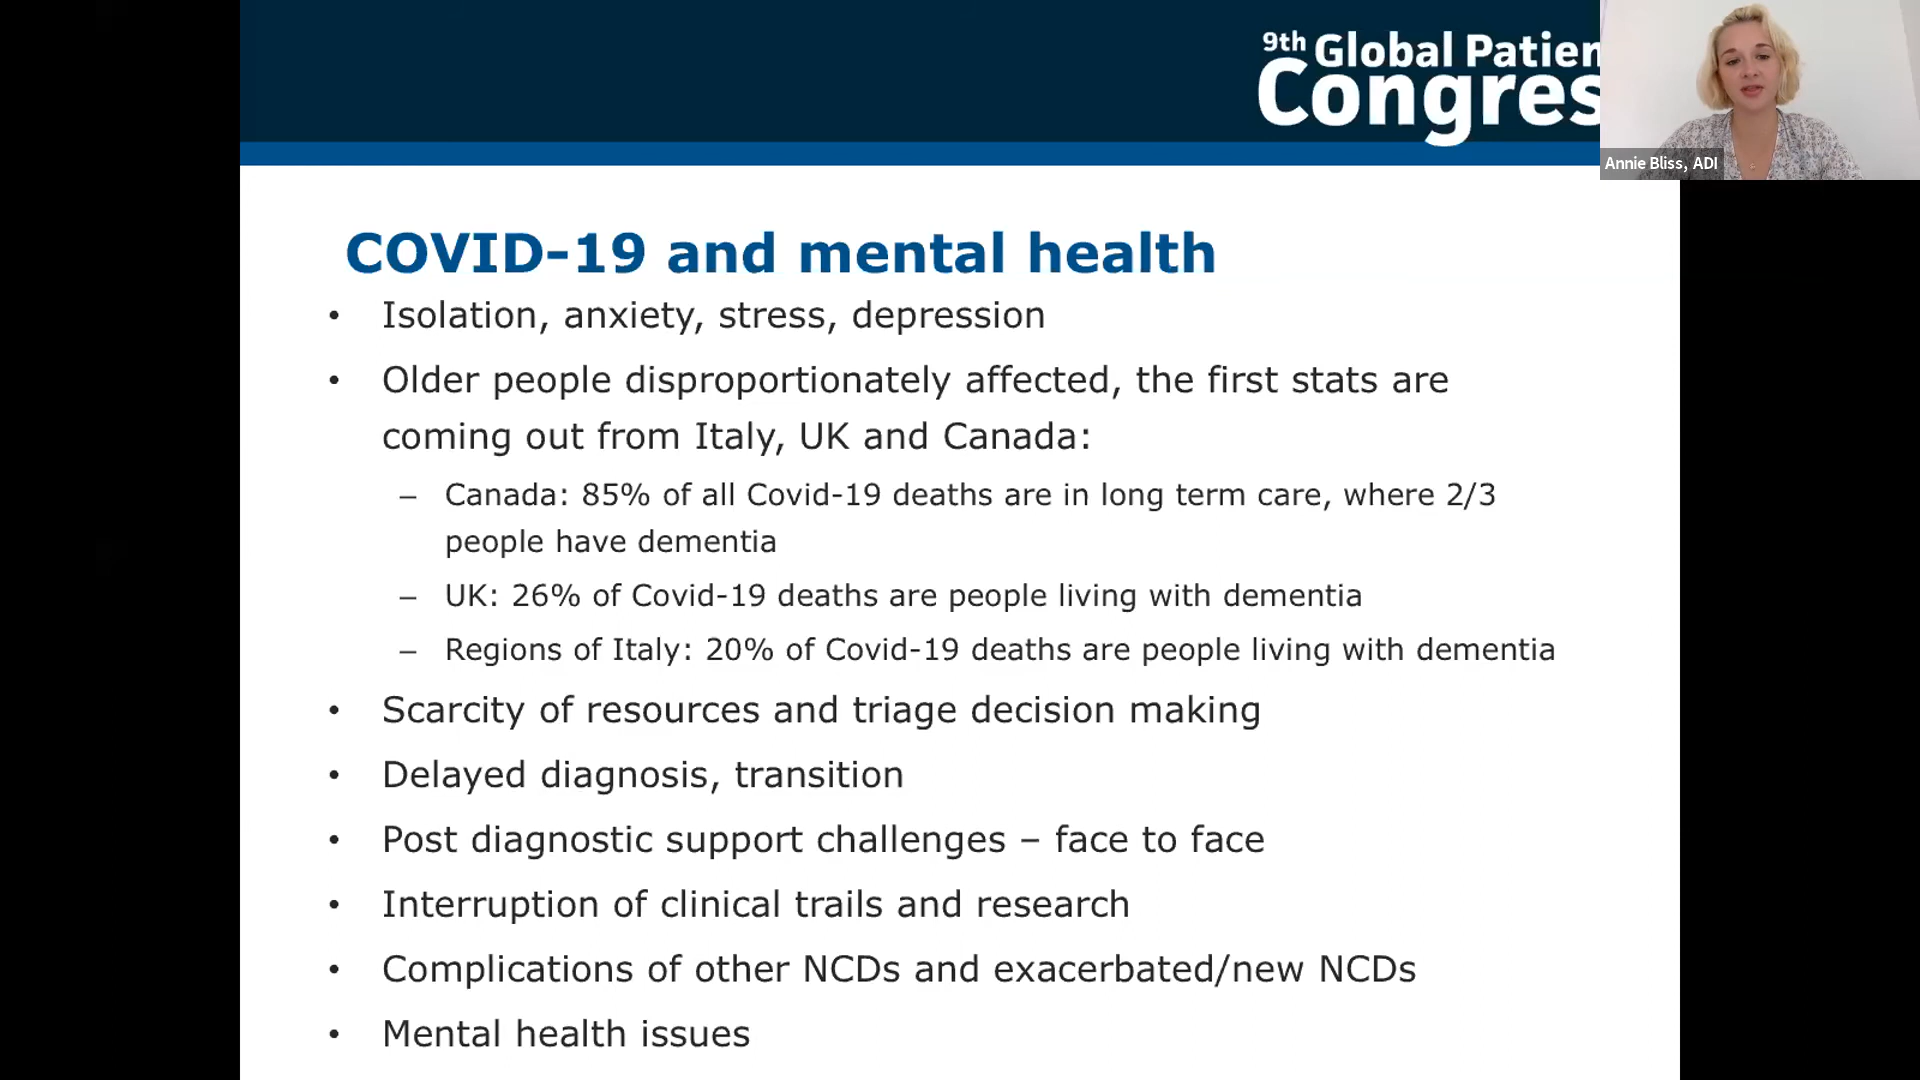 9th Global Patien
Congres
Annie Bliss, ADI
COVID-19 and mental health
• Isolation, anxiety, stress, depression
• Older people disproportionately affected, the first stats are
coming out from Italy, UK and Canada:
– Canada: 85% of all Covid-19 deaths are in long term care, where 2/3
people have dementia
– UK: 26% of Covid-19 deaths are people living with dementia
– Regions of Italy: 20% of Covid-19 deaths are people living with dementia
• Scarcity of resources and triage decision making
• Delayed diagnosis, transition
• Post diagnostic support challenges – face to face
• Interruption of clinical trails and research
• Complications of other NCDs and exacerbated/new NCDs
• Mental health issues